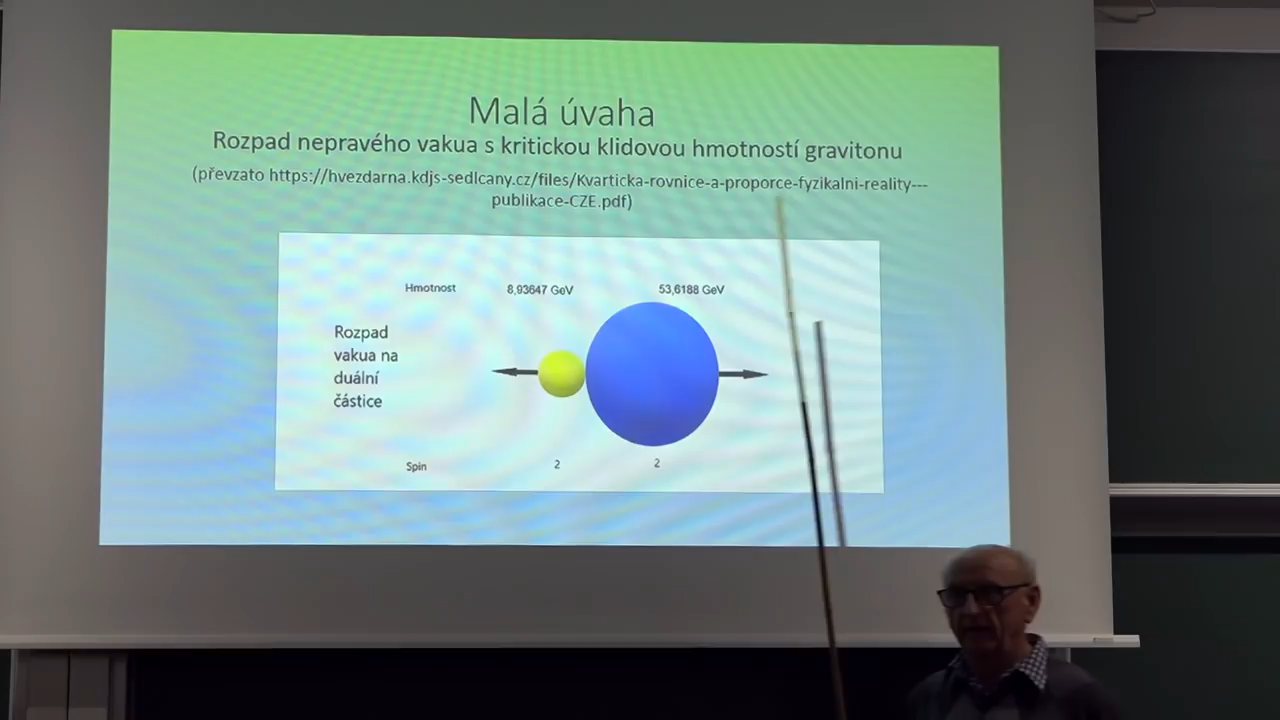 Malá úvaha
Rozpad nepravého vakua s kritickou klidovou hmotností gravitonu
(převzato https://hvezdarna.kdjs-sedlcany.cz/files/Kvarticka-rovnice-a-proporce-fyzikalni-reality---
publikace-CZE.pdf)
Hmotnost 8,93647 GeV 53,6188 GeV
Rozpad
vakua na
duální
částice
Spin 2 2